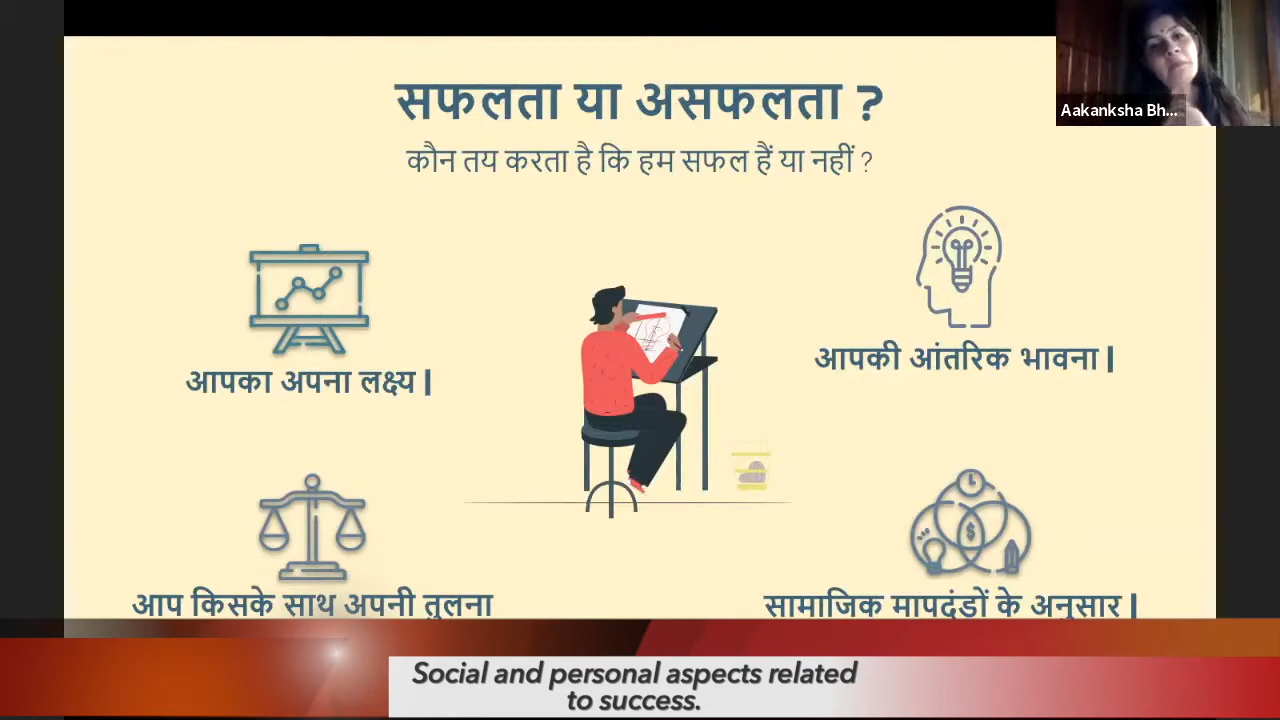 सफलता या असफलता ?
कौन तय करता है कि हम सफल हैं या नहीं ?
Aakanksha Bh...
आपका अपना लक्ष्य |
आपकी आंतरिक भावना |
आप किसके साथ अपनी तुलना
सामाजिक मापदंडों के अनुसार |
Social and personal aspects related
to success.